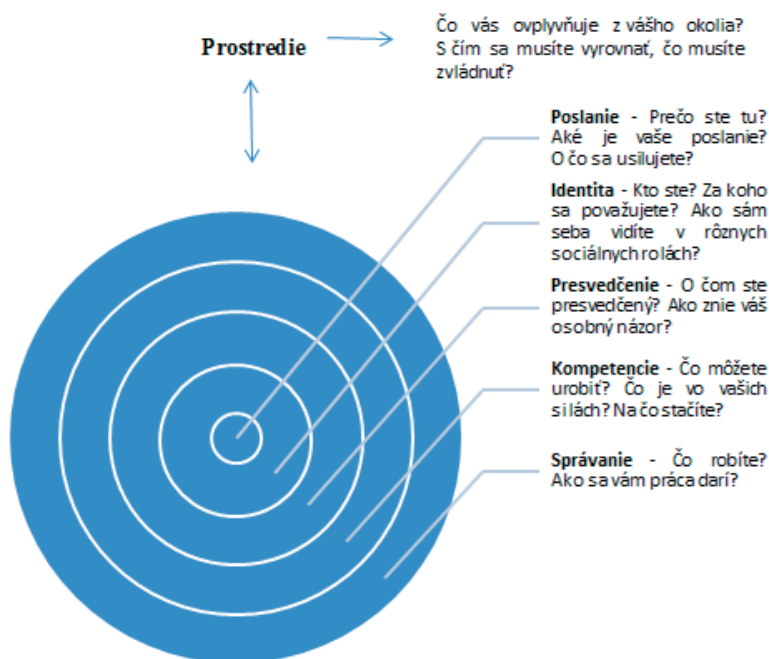 Prostredie
Čo vás ovplyvňuje z vášho okolia?
S čím sa musíte vyrovnať, čo musíte
zvládnuť?
Poslanie - Prečo ste tu?
Aké je vaše poslanie?
O čo sa usilujete?
Identita - Kto ste? Za koho
sa považujete? Ako sám
seba vidíte v rôznych
sociálnych rolách?
Presvedčenie - O čom ste
presvedčený? Ako znie váš
osobný názor?
Kompetencie - Čo môžete
urobiť? Čo je vo vašich
silách? Na čo stačíte?
Správanie - Čo robíte?
Ako sa vám práca darí?